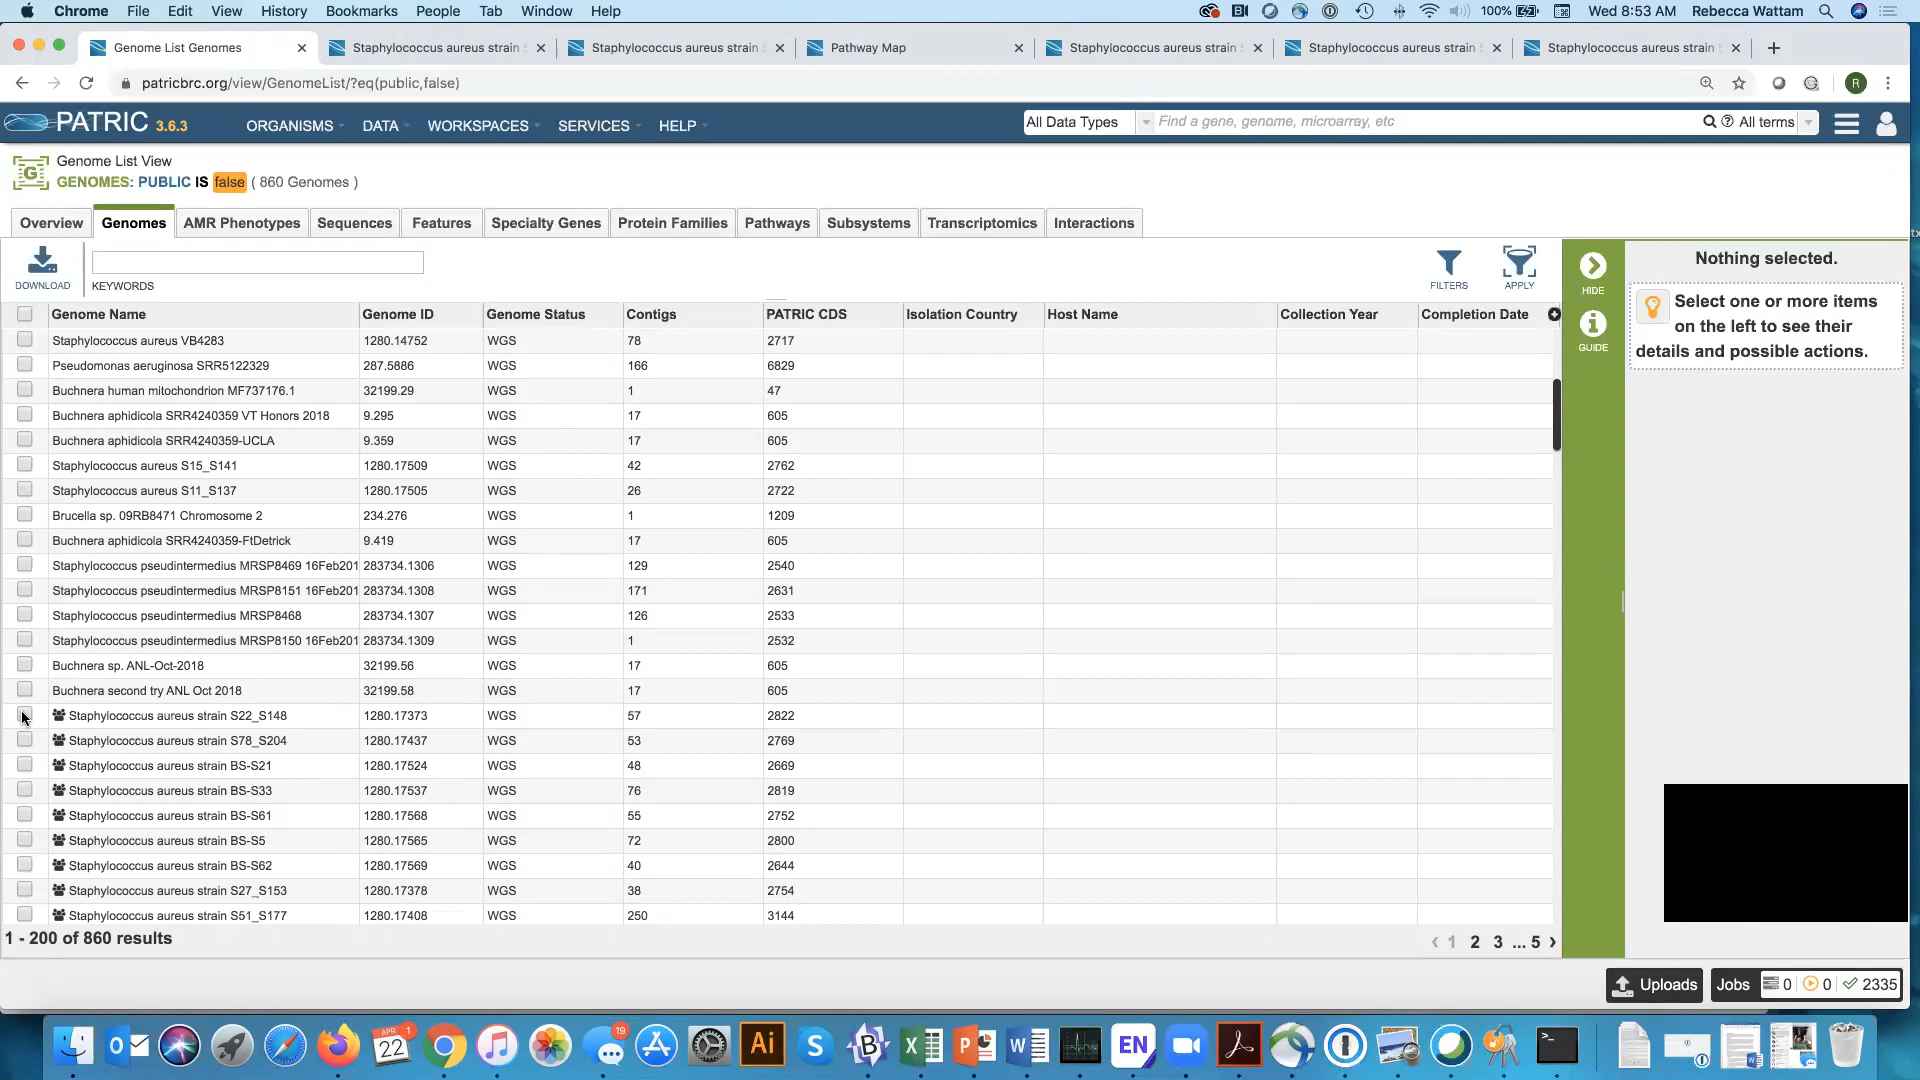 Chrome File Edit View History Bookmarks People Tab Window Help 100% Wed 8:53 AM Rebecca Wattam
Genome List Genomes Staphylococcus aureus strain Staphylococcus aureus strain Pathway Map Staphylococcus aureus strain Staphylococcus aureus strain Staphylococcus aureus strain
patricbrc.org/view/GenomeList/?eq(public,false) R
PATRIC 3.6.3 ORGANISMS DATA WORKSPACES SERVICES HELP All Data Types Find a gene, genome, microarray, etc All terms
Genome List View
GENOMES: PUBLIC IS false ( 860 Genomes )
Overview Genomes AMR Phenotypes Sequences Features Specialty Genes Protein Families Pathways Subsystems Transcriptomics Interactions
DOWNLOAD KEYWORDS FILTERS APPLY HIDE GUIDE
Nothing selected.
Select one or more items
on the left to see their
details and possible actions.
Genome Name Genome ID Genome Status Contigs PATRIC CDS Isolation Country Host Name Collection Year Completion Date
Staphylococcus aureus VB4283 1280.14752 WGS 78 2717
Pseudomonas aeruginosa SRR5122329 287.5886 WGS 166 6829
Buchnera human mitochondrion MF737176.1 32199.29 WGS 1 47
Buchnera aphidicola SRR4240359 VT Honors 2018 9.295 WGS 17 605
Buchnera aphidicola SRR4240359-UCLA 9.359 WGS 17 605
Staphylococcus aureus S15_S141 1280.17509 WGS 42 2762
Staphylococcus aureus S11_S137 1280.17505 WGS 26 2722
Brucella sp. 09RB8471 Chromosome 2 234.276 WGS 1 1209
Buchnera aphidicola SRR4240359-FtDetrick 9.419 WGS 17 605
Staphylococcus pseudintermedius MRSP8469 16Feb201 283734.1306 WGS 129 2540
Staphylococcus pseudintermedius MRSP8151 16Feb201 283734.1308 WGS 171 2631
Staphylococcus pseudintermedius MRSP8468 283734.1307 WGS 126 2533
Staphylococcus pseudintermedius MRSP8150 16Feb201 283734.1309 WGS 1 2532
Buchnera sp. ANL-Oct-2018 32199.56 WGS 17 605
Buchnera second try ANL Oct 2018 32199.58 WGS 17 605
Staphylococcus aureus strain S22_S148 1280.17373 WGS 57 2822
Staphylococcus aureus strain S78_S204 1280.17437 WGS 53 2769
Staphylococcus aureus strain BS-S21 1280.17524 WGS 48 2669
Staphylococcus aureus strain BS-S33 1280.17537 WGS 76 2819
Staphylococcus aureus strain BS-S61 1280.17568 WGS 55 2752
Staphylococcus aureus strain BS-S5 1280.17565 WGS 72 2800
Staphylococcus aureus strain BS-S62 1280.17569 WGS 40 2644
Staphylococcus aureus strain S27_S153 1280.17378 WGS 38 2754
Staphylococcus aureus strain S51_S177 1280.17408 WGS 250 3144
1 - 200 of 860 results ‹ 1 2 3 ... 5 ›
Uploads Jobs 0 0 2335
APR 22 1 19 Ai EN